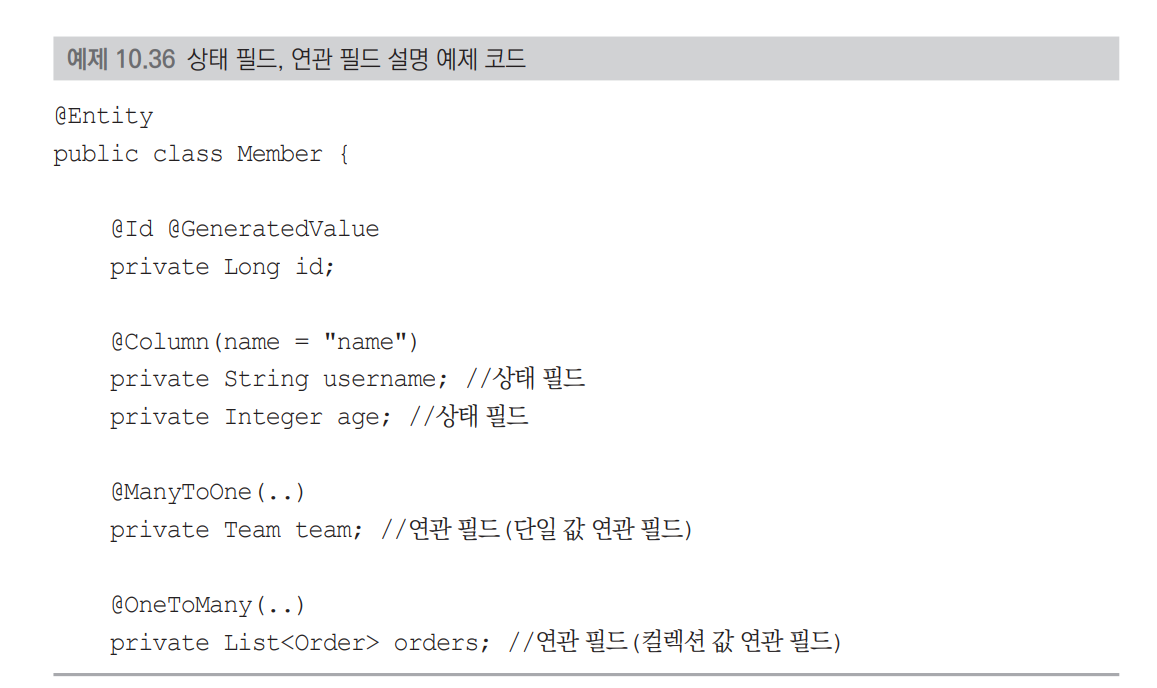 예제 10.36 상태 필드, 연관 필드 설명 예제 코드
@Entity
public class Member {
@Id @GeneratedValue
private Long id;
@Column(name = "name")
private String username; //상태 필드
private Integer age; //상태 필드
@ManyToOne(..)
private Team team; //연관 필드(단일 값 연관 필드)
@OneToMany(..)
private List<Order> orders; //연관 필드(컬렉션 값 연관 필드)